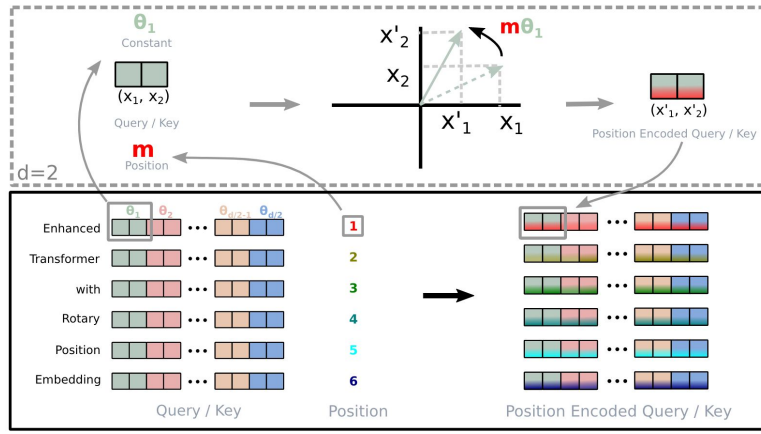 θ₁
Constant
(x₁, x₂)
Query / Key
m
Position
d=2
x'₂
x₂
x'₁
x₁
mθ₁
(x'₁, x'₂)
Position Encoded Query / Key
θ₁ θ₂ ••• θ_d/2-1 θ_d/2
Enhanced ••• 1 •••
Transformer ••• 2 •••
with ••• 3 •••
Rotary ••• 4 •••
Position ••• 5 •••
Embedding ••• 6 •••
Query / Key Position Position Encoded Query / Key